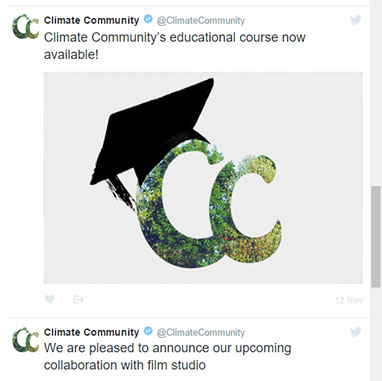 Climate Community @ClimateCommunity
Climate Community's educational course now
available!
Cc
12 Nov
Climate Community @ClimateCommunity
We are pleased to announce our upcoming
collaboration with film studio